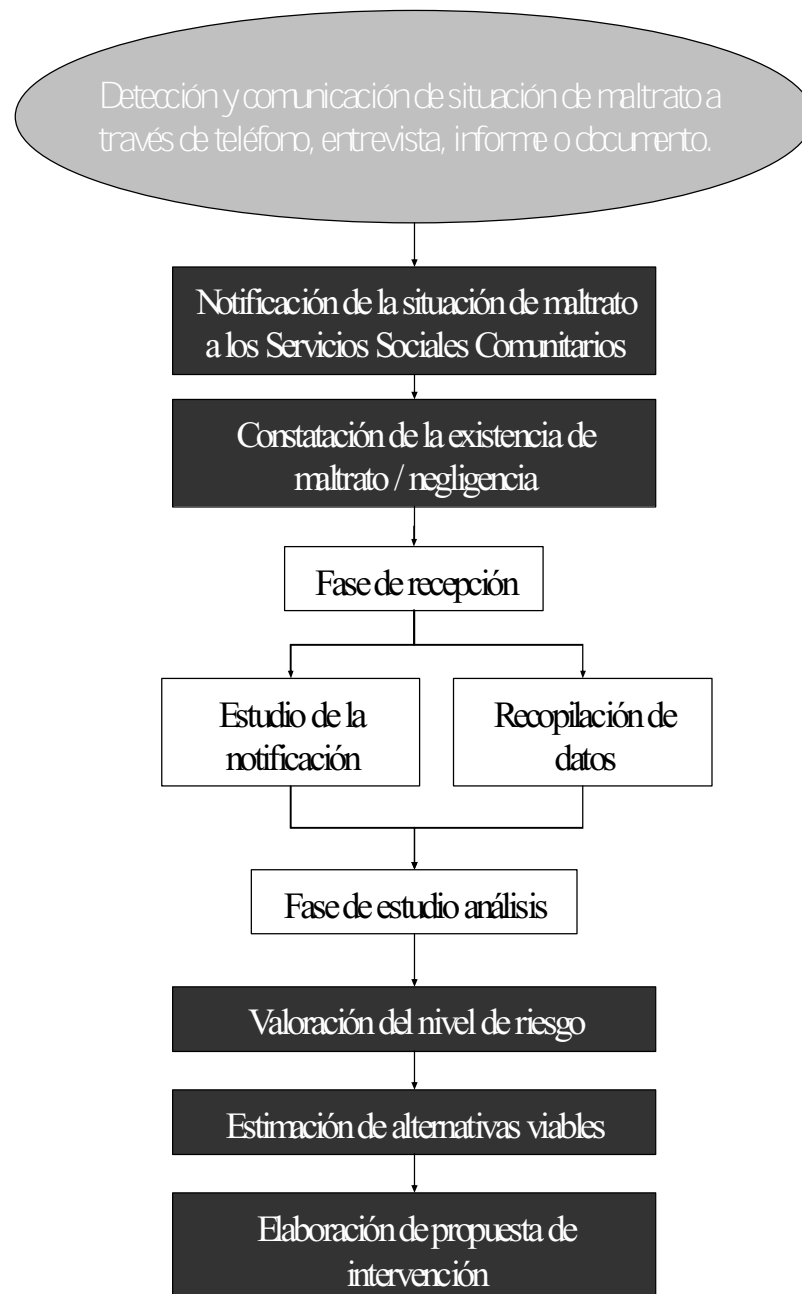 Detección y comunicación de situación de maltrato a
través de teléfono, entrevista, informe o documento.
Notificación de la situación de maltrato
a los Servicios Sociales Comunitarios
Constatación de la existencia de
maltrato / negligencia
Fase de recepción
Estudio de la
notificación
Recopilación de
datos
Fase de estudio análisis
Valoración del nivel de riesgo
Estimación de alternativas viables
Elaboración de propuesta de
intervención